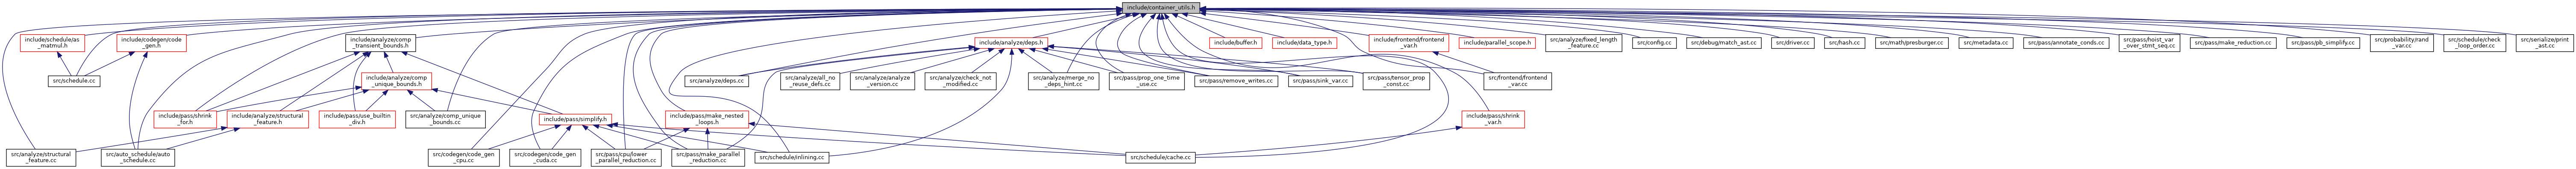 include/container_utils.h
include/schedule/as
_matmul.h
include/codegen/code
_gen.h
include/analyze/comp
_transient_bounds.h
include/analyze/deps.h
include/buffer.h
include/data_type.h
include/frontend/frontend
_var.h
include/parallel_scope.h
src/analyze/fixed_length
_feature.cc
src/config.cc
src/debug/match_ast.cc
src/driver.cc
src/hash.cc
src/math/presburger.cc
src/metadata.cc
src/pass/annotate_conds.cc
src/pass/hoist_var
_over_stmt_seq.cc
src/pass/make_reduction.cc
src/pass/pb_simplify.cc
src/probability/rand
_var.cc
src/schedule/check
_loop_order.cc
src/serialize/print
_ast.cc
src/schedule.cc
include/analyze/comp
_unique_bounds.h
src/analyze/deps.cc
src/analyze/all_no
_reuse_defs.cc
src/analyze/analyze
_version.cc
src/analyze/check_not
_modified.cc
src/analyze/merge_no
_deps_hint.cc
src/pass/prop_one_time
_use.cc
src/pass/remove_writes.cc
src/pass/sink_var.cc
src/pass/tensor_prop
_const.cc
src/frontend/frontend
_var.cc
include/pass/shrink
_for.h
include/analyze/structural
_feature.h
include/pass/use_builtin
_div.h
src/analyze/comp_unique
_bounds.cc
include/pass/simplify.h
include/pass/make_nested
_loops.h
include/pass/shrink
_var.h
src/analyze/structural
_feature.cc
src/auto_schedule/auto
_schedule.cc
src/codegen/code_gen
_cpu.cc
src/codegen/code_gen
_cuda.cc
src/pass/cpu/lower
_parallel_reduction.cc
src/pass/make_parallel
_reduction.cc
src/schedule/inlining.cc
src/schedule/cache.cc